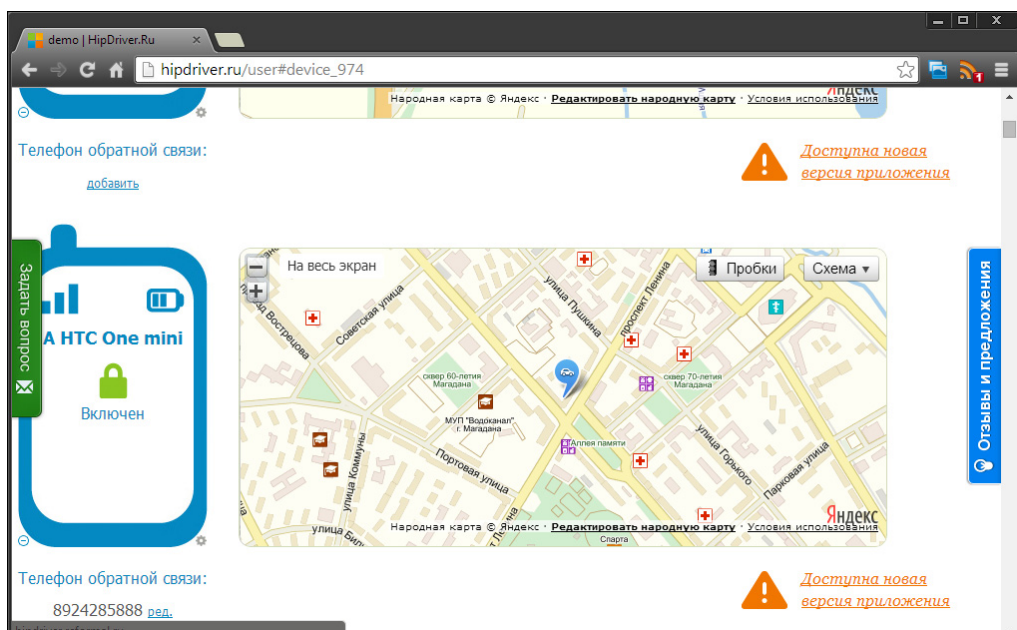 demo | HipDriver.Ru
hipdriver.ru/user#device_974
1
Народная карта © Яндекс · Редактировать народную карту · Условия использования
Яндекс
Телефон обратной связи:
добавить
Доступна новая
версия приложения
Задать вопрос
A HTC One mini
Включен
На весь экран
Пробки
Схема
Советская улица
улица Пушкина
проспект Ленина
сквер 60-летия
Магадана
сквер 70-летия
Магадана
МУП "Водоканал"
г. Магадана
Аллея памяти
Портовая улица
улица Коммуны
улица Горького
Парковая улица
Спарта
Народная карта © Яндекс · Редактировать народную карту · Условия использования
Яндекс
Отзывы и предложения
Телефон обратной связи:
8924285888 ред.
Доступна новая
версия приложения